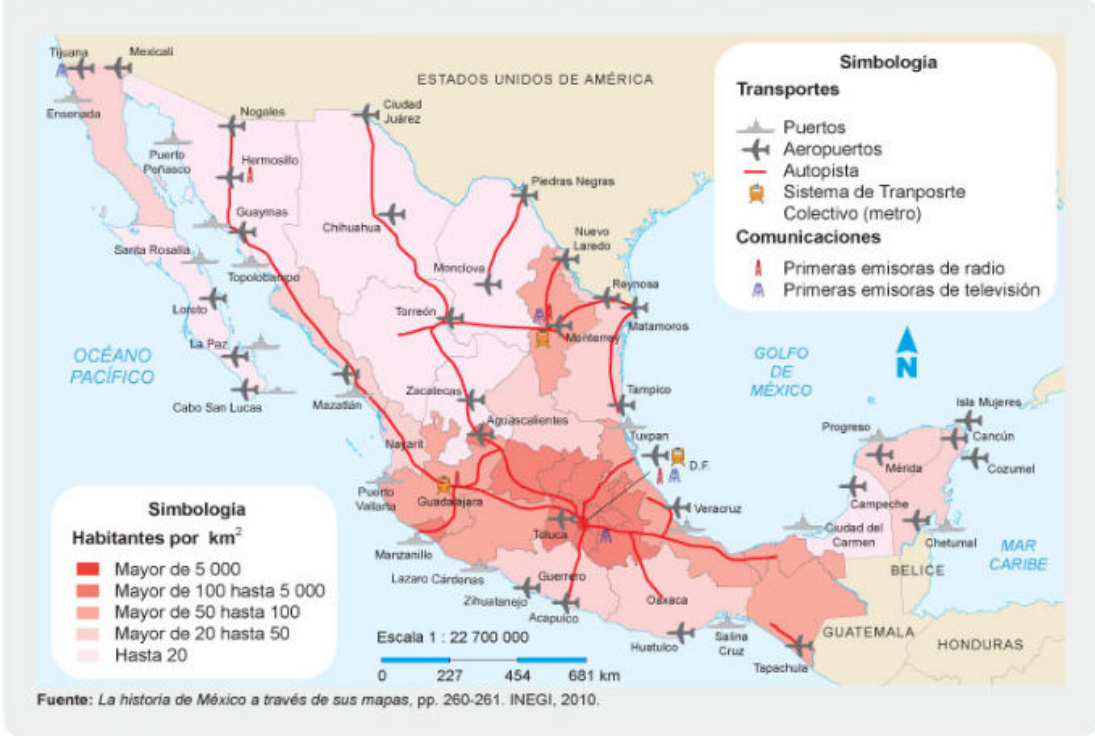 Tijuana
Mexicali
Ensenada
ESTADOS UNIDOS DE AMÉRICA
Nogales
Ciudad
Juárez
Puerto
Peñasco
Hermosillo
Piedras Negras
Guaymas
Chihuahua
Nuevo
Laredo
Santa Rosalía
Topolobampo
Monclova
Reynosa
Loreto
Torreón
Monterrey
Matamoros
La Paz
OCÉANO
PACÍFICO
GOLFO
DE
MÉXICO
N
Cabo San Lucas
Mazatlán
Zacatecas
Tampico
Aguascalientes
Isla Mujeres
Nayarit
Tuxpan
Progreso
Cancún
D.F.
Mérida
Cozumel
Puerto
Vallarta
Guadalajara
Campeche
Veracruz
Toluca
Ciudad del
Carmen
Chetumal
MAR
CARIBE
Manzanillo
Lazaro Cárdenas
Guerrero
BELICE
Zihuatanejo
Oaxaca
Acapulco
GUATEMALA
HONDURAS
Huatulco
Salina
Cruz
Tapachula
Simbología
Transportes
Puertos
Aeropuertos
Autopista
Sistema de Tranposrte
Colectivo (metro)
Comunicaciones
Primeras emisoras de radio
Primeras emisoras de televisión
Simbología
Habitantes por km²
Mayor de 5 000
Mayor de 100 hasta 5 000
Mayor de 50 hasta 100
Mayor de 20 hasta 50
Hasta 20
Escala 1 : 22 700 000
0 227 454 681 km
Fuente: La historia de México a través de sus mapas, pp. 260-261. INEGI, 2010.